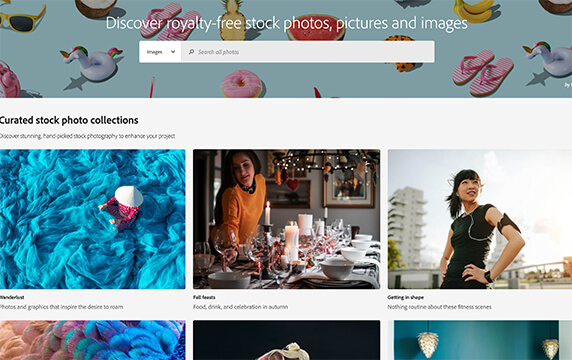 Discover royalty-free stock photos, pictures and images
Images
Search all photos
By
Curated stock photo collections
Discover stunning, hand-picked stock photography to enhance your project
Wanderlust
Photos and graphics that inspire the desire to roam
Fall feasts
Food, drink, and celebration in autumn
Getting in shape
Nothing routine about these fitness scenes